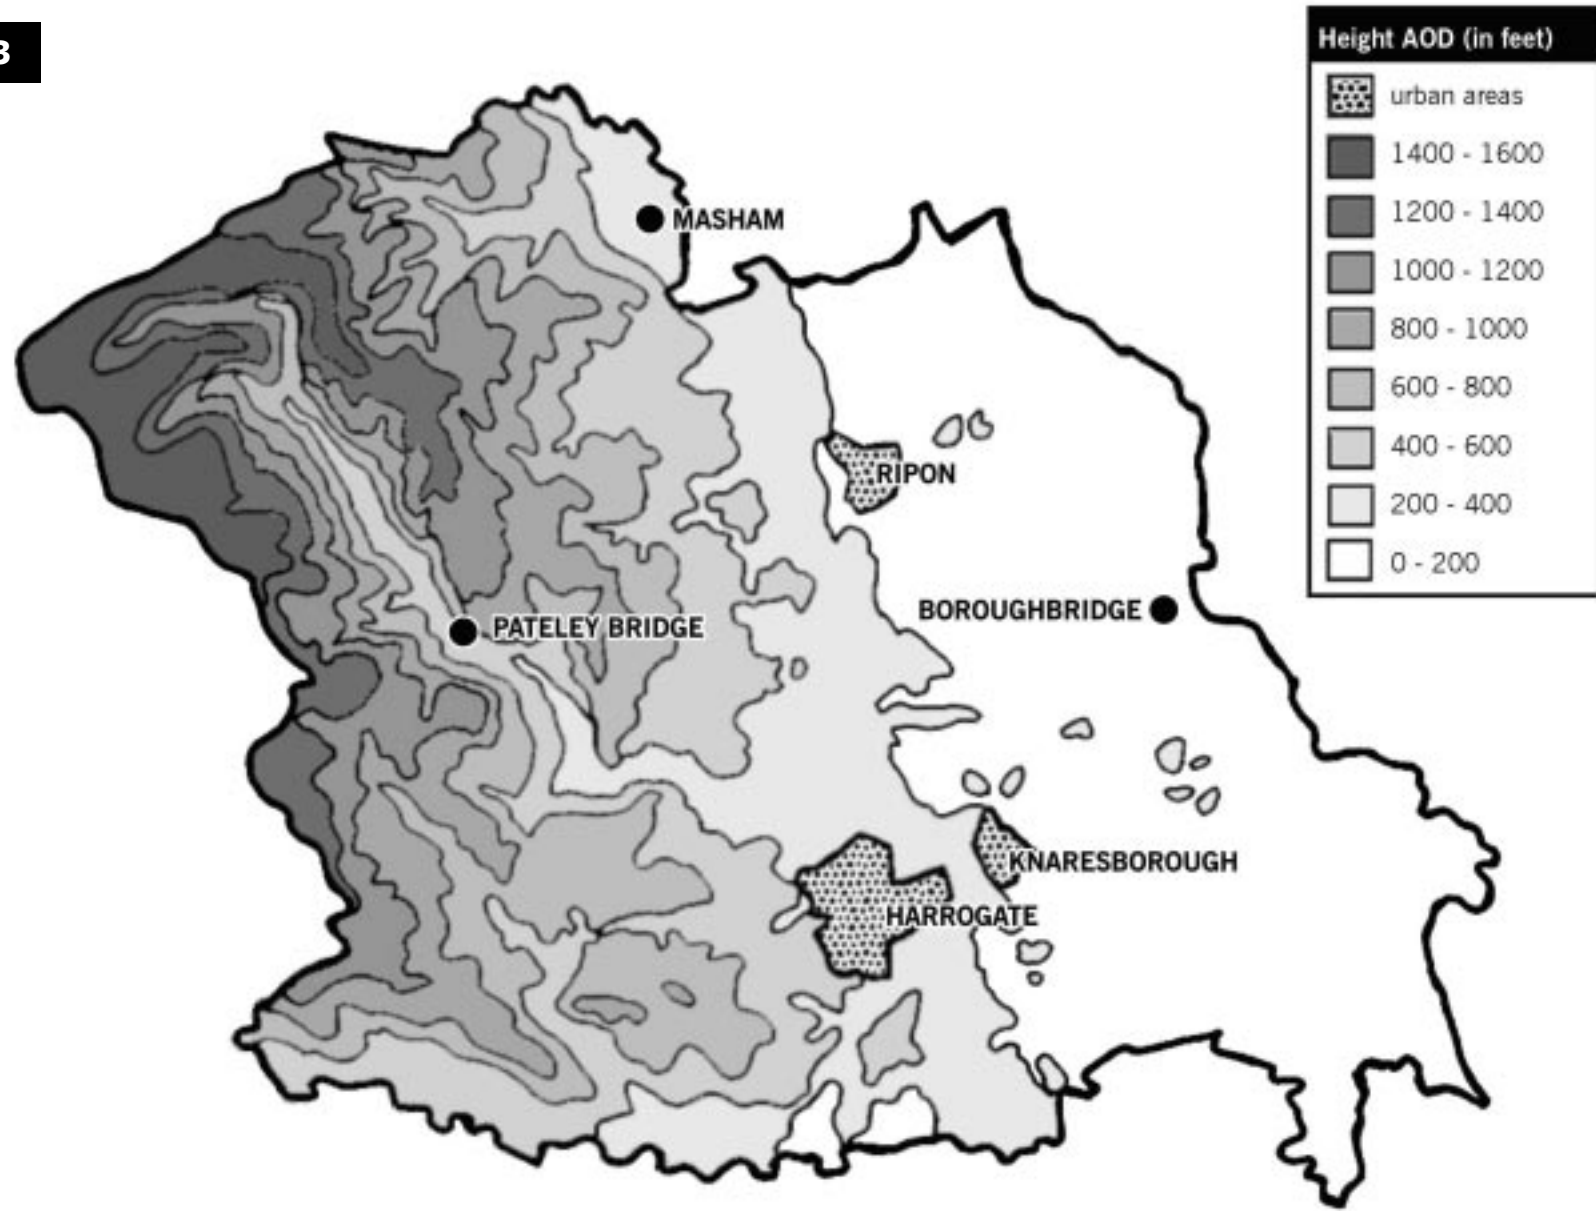 3
Height AOD (in feet)
urban areas
1400 - 1600
1200 - 1400
1000 - 1200
800 - 1000
600 - 800
400 - 600
200 - 400
0 - 200
MASHAM
RIPON
BOROUGHBRIDGE
PATELEY BRIDGE
KNARESBOROUGH
HARROGATE